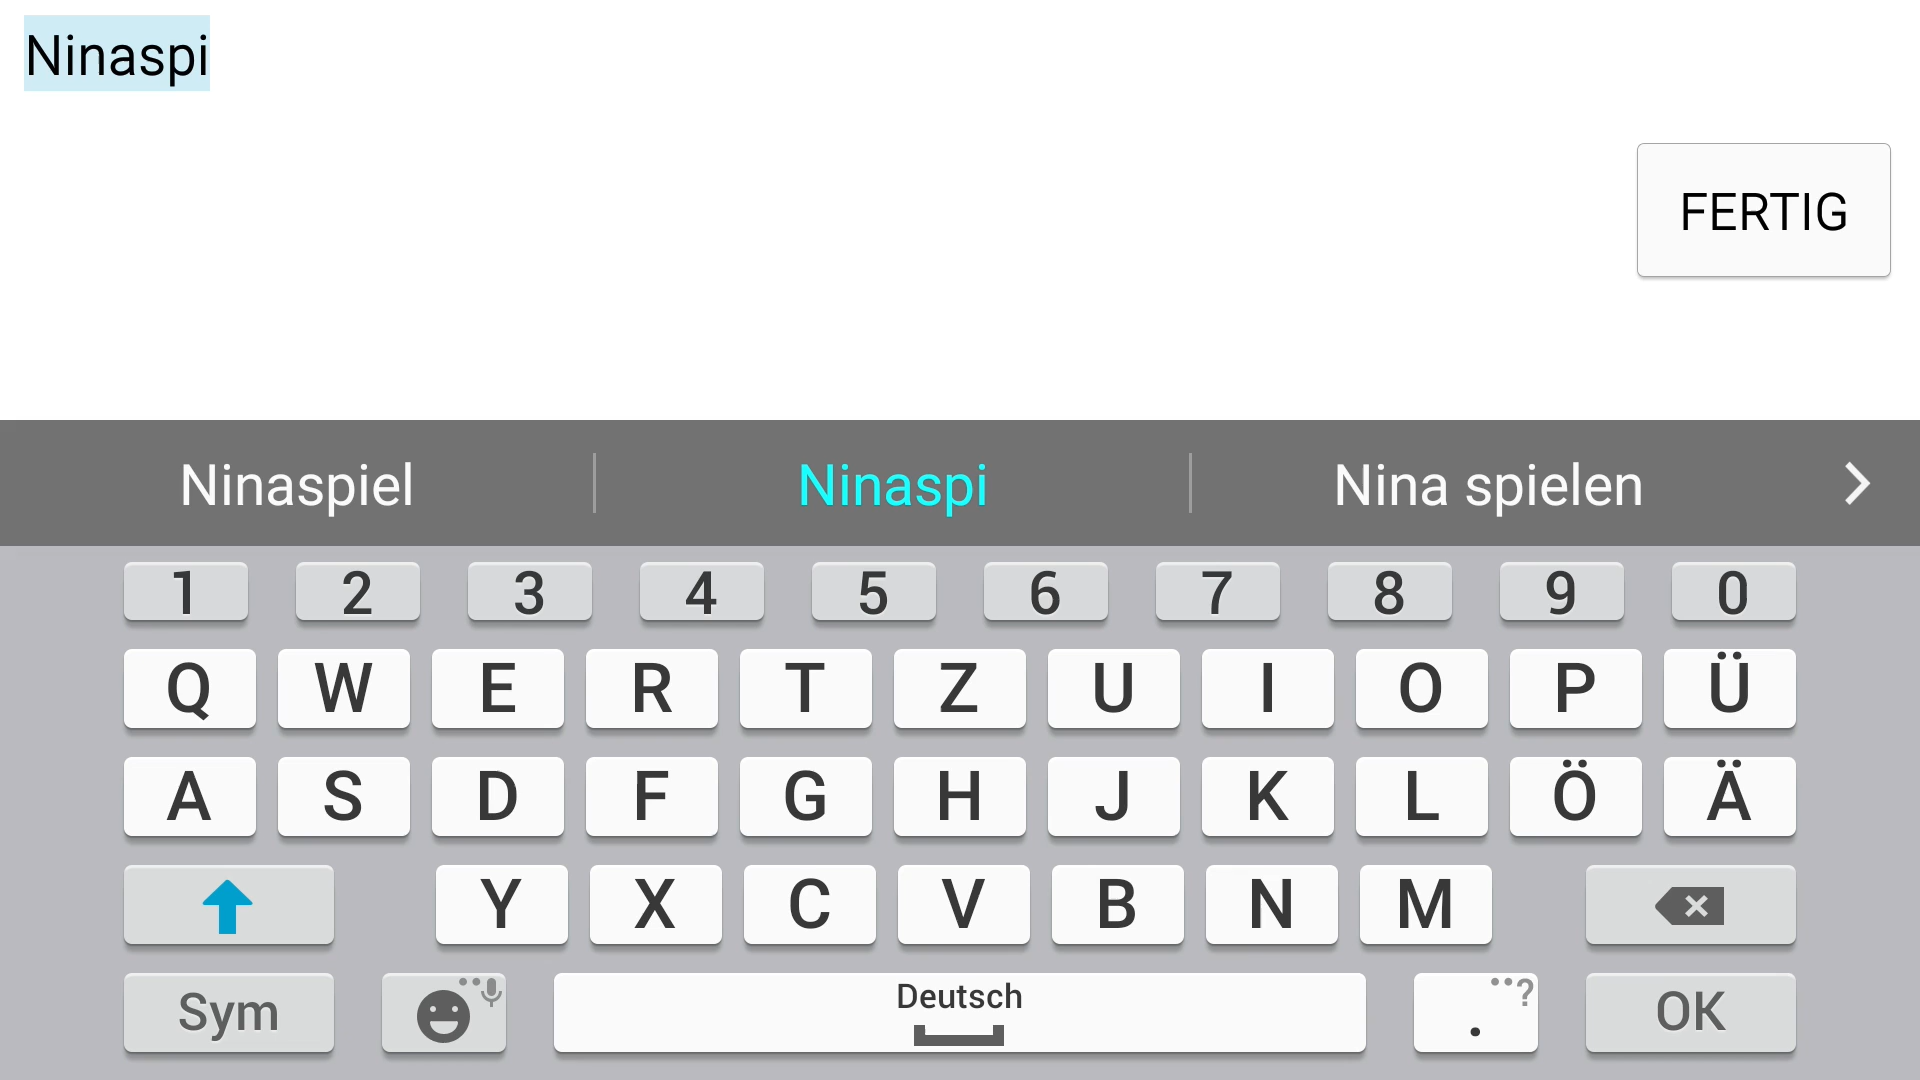 Ninaspi
FERTIG
Ninaspiel Ninaspi Nina spielen
1 2 3 4 5 6 7 8 9 0
Q W E R T Z U I O P Ü
A S D F G H J K L Ö Ä
Y X C V B N M
Sym Deutsch . ? OK